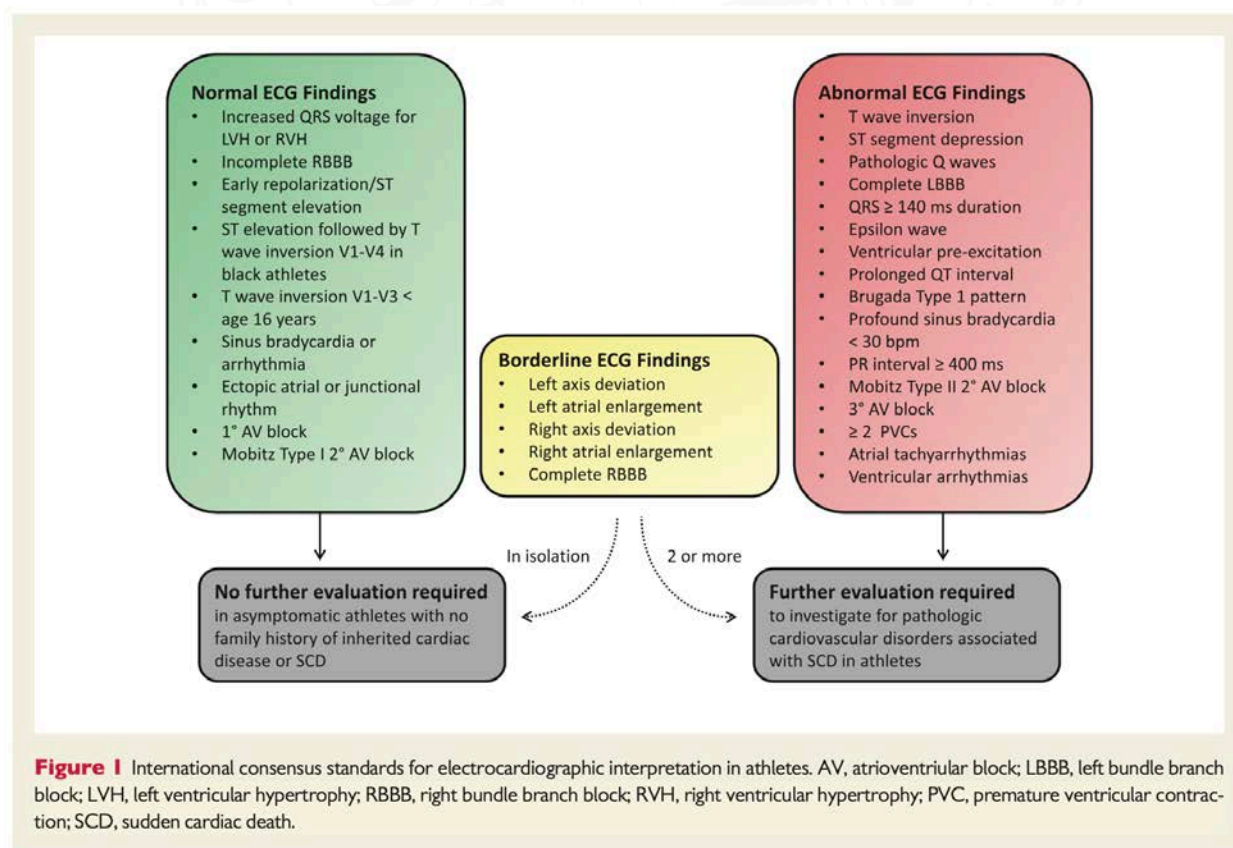 Normal ECG Findings
• Increased QRS voltage for
LVH or RVH
• Incomplete RBBB
• Early repolarization/ST
segment elevation
• ST elevation followed by T
wave inversion V1-V4 in
black athletes
• T wave inversion V1-V3 <
age 16 years
• Sinus bradycardia or
arrhythmia
• Ectopic atrial or junctional
rhythm
• 1° AV block
• Mobitz Type I 2° AV block
Borderline ECG Findings
• Left axis deviation
• Left atrial enlargement
• Right axis deviation
• Right atrial enlargement
• Complete RBBB
Abnormal ECG Findings
• T wave inversion
• ST segment depression
• Pathologic Q waves
• Complete LBBB
• QRS ≥ 140 ms duration
• Epsilon wave
• Ventricular pre-excitation
• Prolonged QT interval
• Brugada Type 1 pattern
• Profound sinus bradycardia
< 30 bpm
• PR interval ≥ 400 ms
• Mobitz Type II 2° AV block
• 3° AV block
• ≥ 2 PVCs
• Atrial tachyarrhythmias
• Ventricular arrhythmias
In isolation
2 or more
No further evaluation required
in asymptomatic athletes with no
family history of inherited cardiac
disease or SCD
Further evaluation required
to investigate for pathologic
cardiovascular disorders associated
with SCD in athletes
Figure 1 International consensus standards for electrocardiographic interpretation in athletes. AV, atrioventriular block; LBBB, left bundle branch
block; LVH, left ventricular hypertrophy; RBBB, right bundle branch block; RVH, right ventricular hypertrophy; PVC, premature ventricular contrac-
tion; SCD, sudden cardiac death.